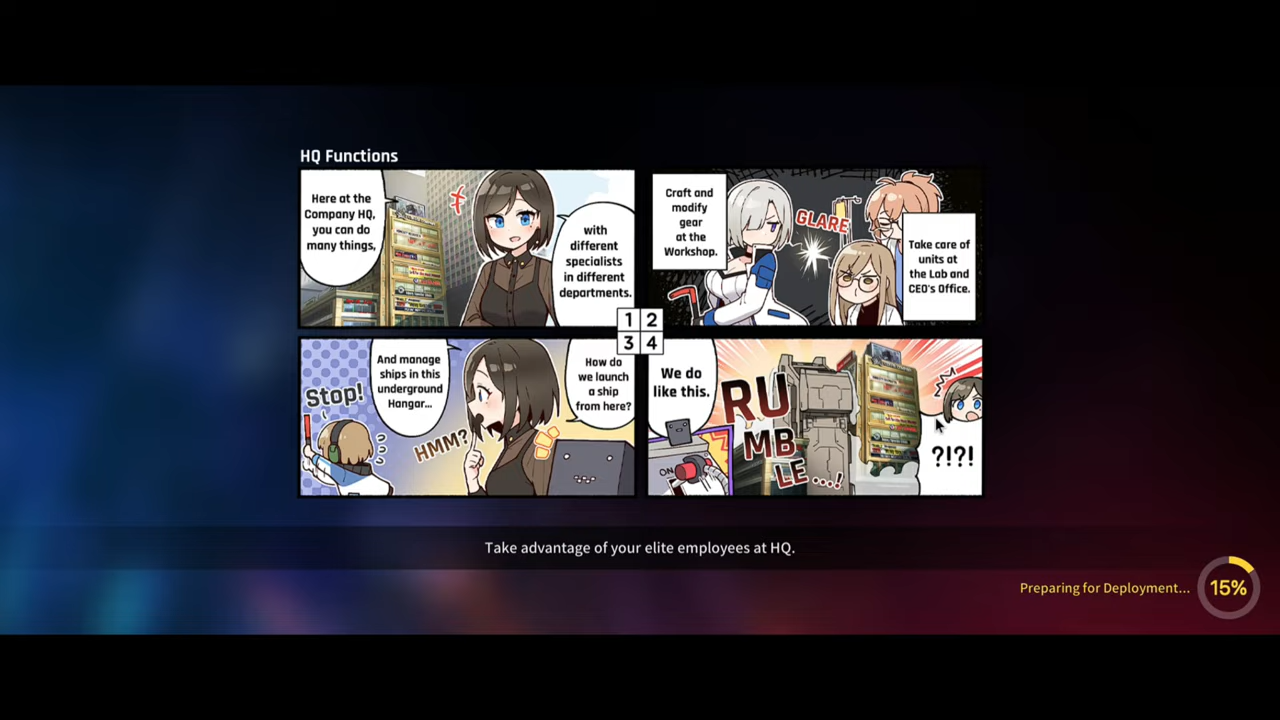 HQ Functions
Here at the
Company HQ,
you can do
many things,
with
different
specialists
in different
departments.
Craft and
modify
gear
at the
Workshop.
GLARE
Take care of
units at
the Lab and
CEO's Office.
1 2
3 4
Stop!
And manage
ships in this
underground
Hangar...
HMM?
How do
we launch
a ship
from here?
We do
like this.
ON
RU
MB
LE...!
?!?!
Take advantage of your elite employees at HQ.
Preparing for Deployment...
15%